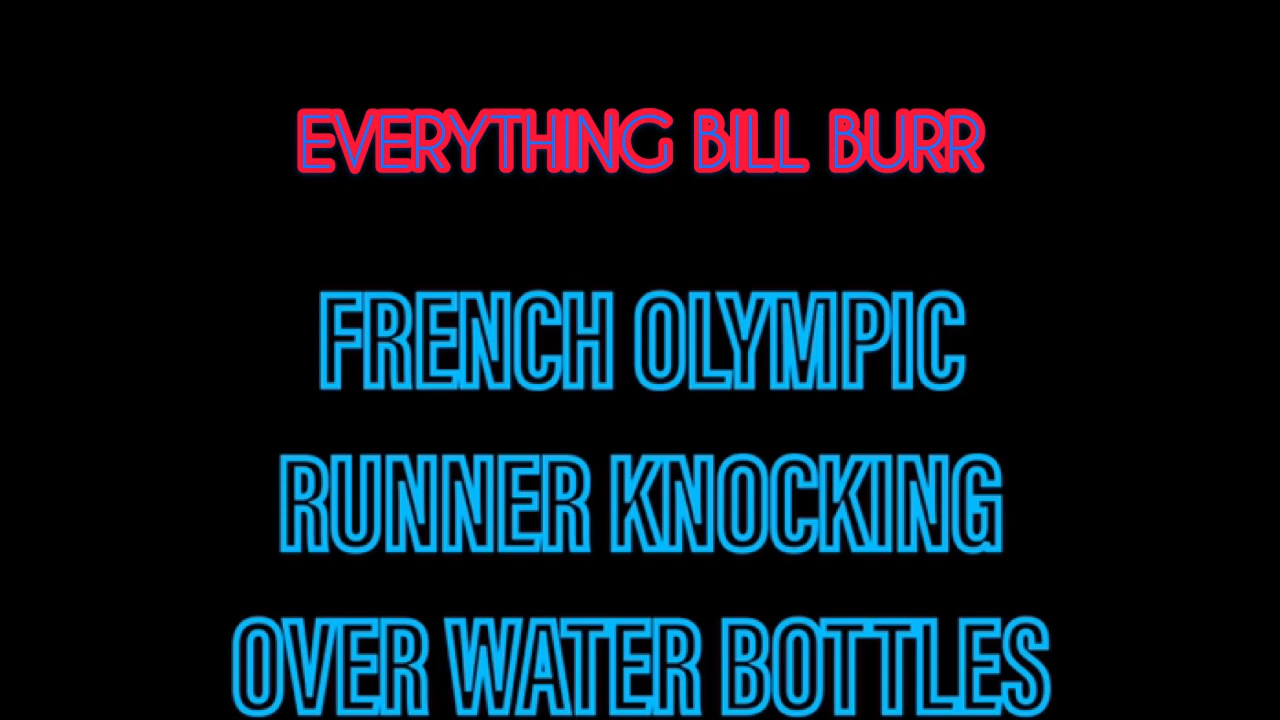 EVERYTHING BILL BURR
FRENCH OLYMPIC
RUNNER KNOCKING
OVER WATER BOTTLES